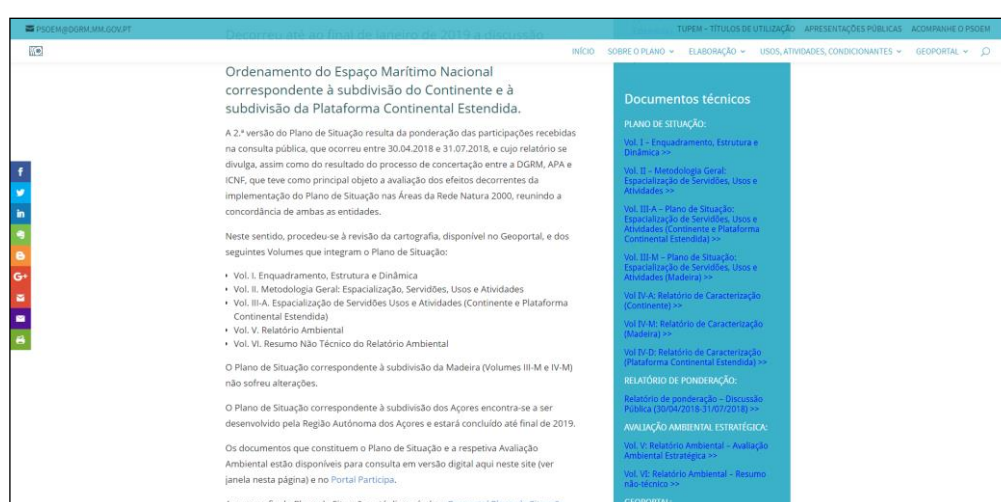 PSOEM@DGRM.MM.GOV.PT
TUPEM – TÍTULOS DE UTILIZAÇÃO APRESENTAÇÕES PÚBLICAS ACOMPANHE O PSOEM
Decorreu até ao final de janeiro de 2019 a discussão
INÍCIO SOBRE O PLANO ELABORAÇÃO USOS, ATIVIDADES, CONDICIONANTES GEOPORTAL
Ordenamento do Espaço Marítimo Nacional
correspondente à subdivisão do Continente e à
subdivisão da Plataforma Continental Estendida.
A 2.ª versão do Plano de Situação resulta da ponderação das participações recebidas
na consulta pública, que ocorreu entre 30.04.2018 e 31.07.2018, e cujo relatório se
divulga, assim como do resultado do processo de concertação entre a DGRM, APA e
ICNF, que teve como principal objeto a avaliação dos efeitos decorrentes da
implementação do Plano de Situação nas Áreas da Rede Natura 2000, reunindo a
concordância de ambas as entidades.
Neste sentido, procedeu-se à revisão da cartografia, disponível no Geoportal, e dos
seguintes Volumes que integram o Plano de Situação:
• Vol. I. Enquadramento, Estrutura e Dinâmica
• Vol. II. Metodologia Geral: Espacialização, Servidões, Usos e Atividades
• Vol. III-A. Espacialização de Servidões Usos e Atividades (Continente e Plataforma
Continental Estendida)
• Vol. V. Relatório Ambiental
• Vol. VI. Resumo Não Técnico do Relatório Ambiental
O Plano de Situação correspondente à subdivisão da Madeira (Volumes III-M e IV-M)
não sofreu alterações.
O Plano de Situação correspondente à subdivisão dos Açores encontra-se a ser
desenvolvido pela Região Autónoma dos Açores e estará concluído até final de 2019.
Os documentos que constituem o Plano de Situação e a respetiva Avaliação
Ambiental estão disponíveis para consulta em versão digital aqui neste site (ver
janela nesta página) e no Portal Participa.
Documentos técnicos
PLANO DE SITUAÇÃO:
Vol. I – Enquadramento, Estrutura e
Dinâmica >>
Vol. II – Metodologia Geral:
Espacialização de Servidões, Usos e
Atividades >>
Vol. III-A – Plano de Situação:
Espacialização de Servidões, Usos e
Atividades (Continente e Plataforma
Continental Estendida) >>
Vol. III-M – Plano de Situação:
Espacialização de Servidões, Usos e
Atividades (Madeira) >>
Vol IV-A: Relatório de Caracterização
(Continente) >>
Vol IV-M: Relatório de Caracterização
(Madeira) >>
Vol IV-D: Relatório de Caracterização
(Plataforma Continental Estendida) >>
RELATÓRIO DE PONDERAÇÃO:
Relatório de ponderação – Discussão
Pública (30/04/2018-31/07/2018) >>
AVALIAÇÃO AMBIENTAL ESTRATÉGICA:
Vol. V: Relatório Ambiental – Avaliação
Ambiental Estratégica >>
Vol. VI: Relatório Ambiental – Resumo
não-técnico >>
GEOPORTAL: